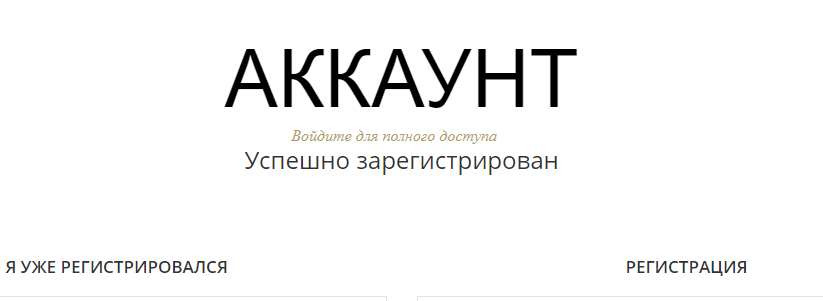 АККАУНТ
Войдите для полного доступа
Успешно зарегистрирован
Я УЖЕ РЕГИСТРИРОВАЛСЯ
РЕГИСТРАЦИЯ